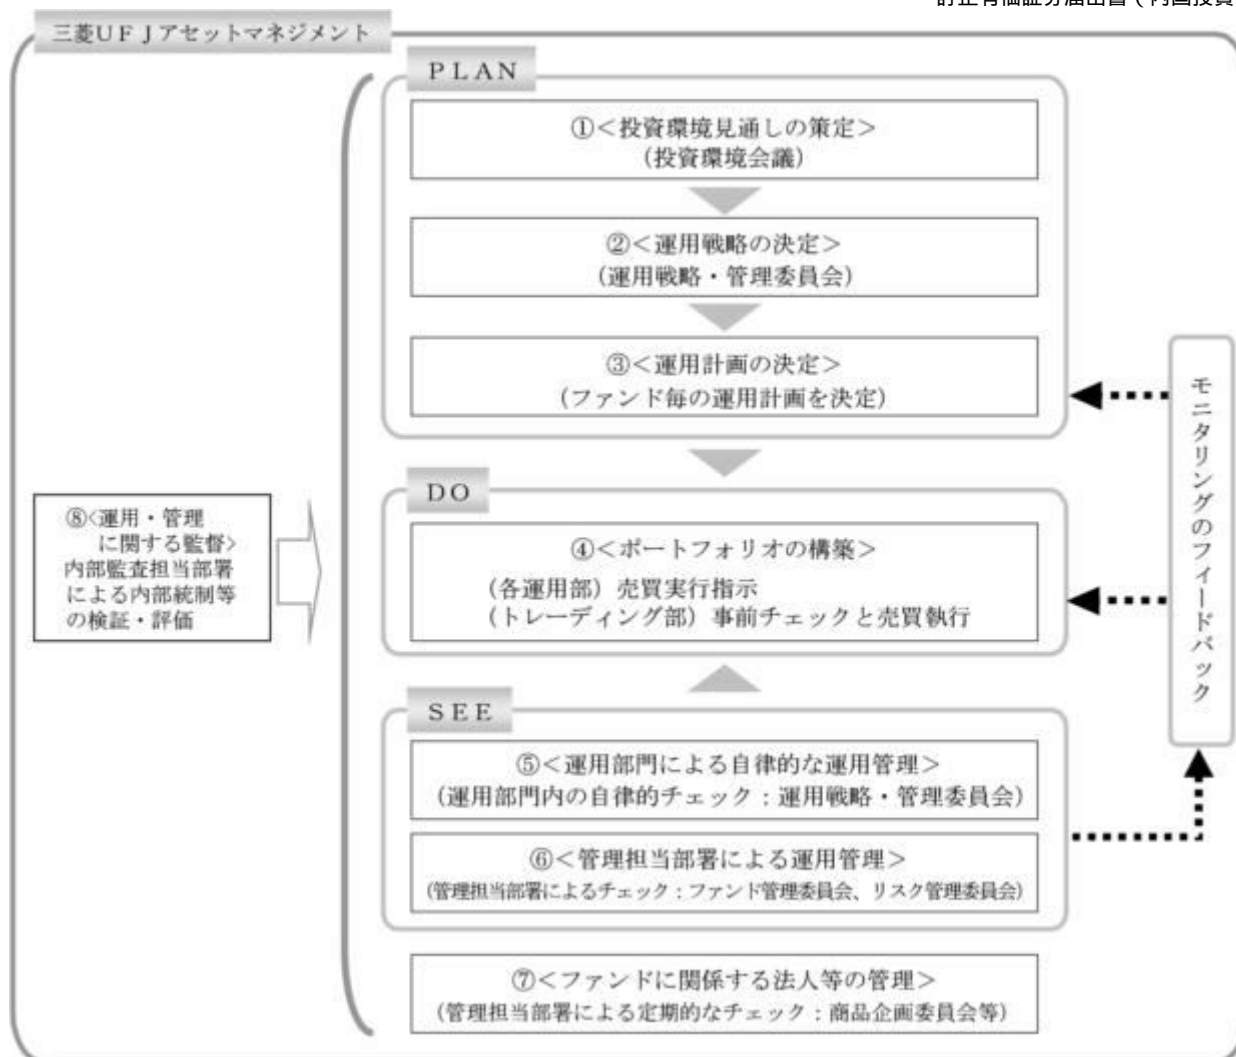 訂正有価証券届出書(内国投資
三菱UFJアセットマネジメント
PLAN
①<投資環境見通しの策定>
(投資環境会議)
②<運用戦略の決定>
(運用戦略・管理委員会)
③<運用計画の決定>
(ファンド毎の運用計画を決定)
DO
④<ポートフォリオの構築>
(各運用部)売買実行指示
(トレーディング部)事前チェックと売買執行
SEE
⑤<運用部門による自律的な運用管理>
(運用部門内の自律的チェック:運用戦略・管理委員会)
⑥<管理担当部署による運用管理>
(管理担当部署によるチェック:ファンド管理委員会、リスク管理委員会)
⑦<ファンドに関係する法人等の管理>
(管理担当部署による定期的なチェック:商品企画委員会等)
⑧<運用・管理
に関する監督>
内部監査担当部署
による内部統制等
の検証・評価
モニタリングのフィードバック